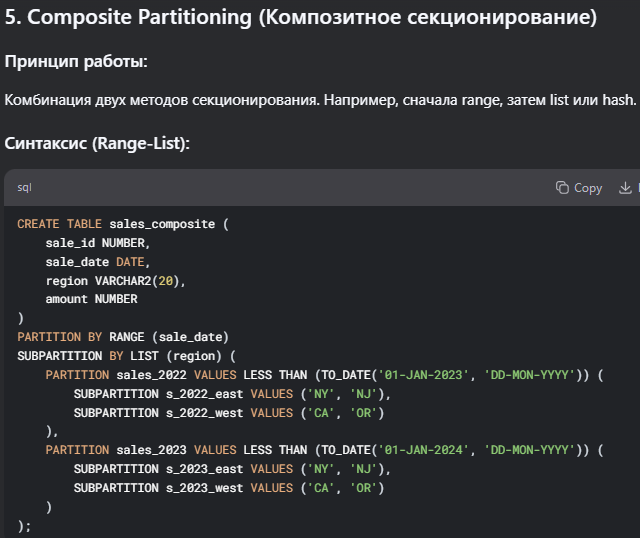 5. Composite Partitioning (Композитное секционирование)
Принцип работы:
Комбинация двух методов секционирования. Например, сначала range, затем list или hash.
Синтаксис (Range-List):
sql Copy
CREATE TABLE sales_composite (
    sale_id NUMBER,
    sale_date DATE,
    region VARCHAR2(20),
    amount NUMBER
)
PARTITION BY RANGE (sale_date)
SUBPARTITION BY LIST (region) (
    PARTITION sales_2022 VALUES LESS THAN (TO_DATE('01-JAN-2023', 'DD-MON-YYYY')) (
        SUBPARTITION s_2022_east VALUES ('NY', 'NJ'),
        SUBPARTITION s_2022_west VALUES ('CA', 'OR')
    ),
    PARTITION sales_2023 VALUES LESS THAN (TO_DATE('01-JAN-2024', 'DD-MON-YYYY')) (
        SUBPARTITION s_2023_east VALUES ('NY', 'NJ'),
        SUBPARTITION s_2023_west VALUES ('CA', 'OR')
    )
);